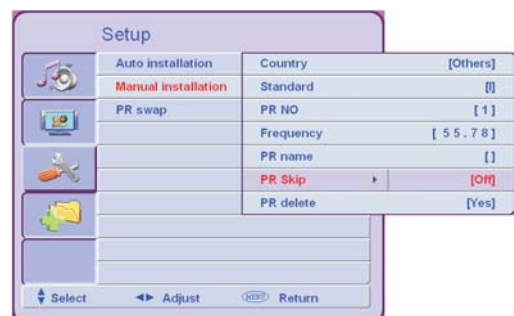 Setup
Auto installation
Manual installation
PR swap
Country [Others]
Standard [I]
PR NO [ 1 ]
Frequency [ 55.78]
PR name []
PR Skip [Off]
PR delete [Yes]
Select Adjust MENU Return